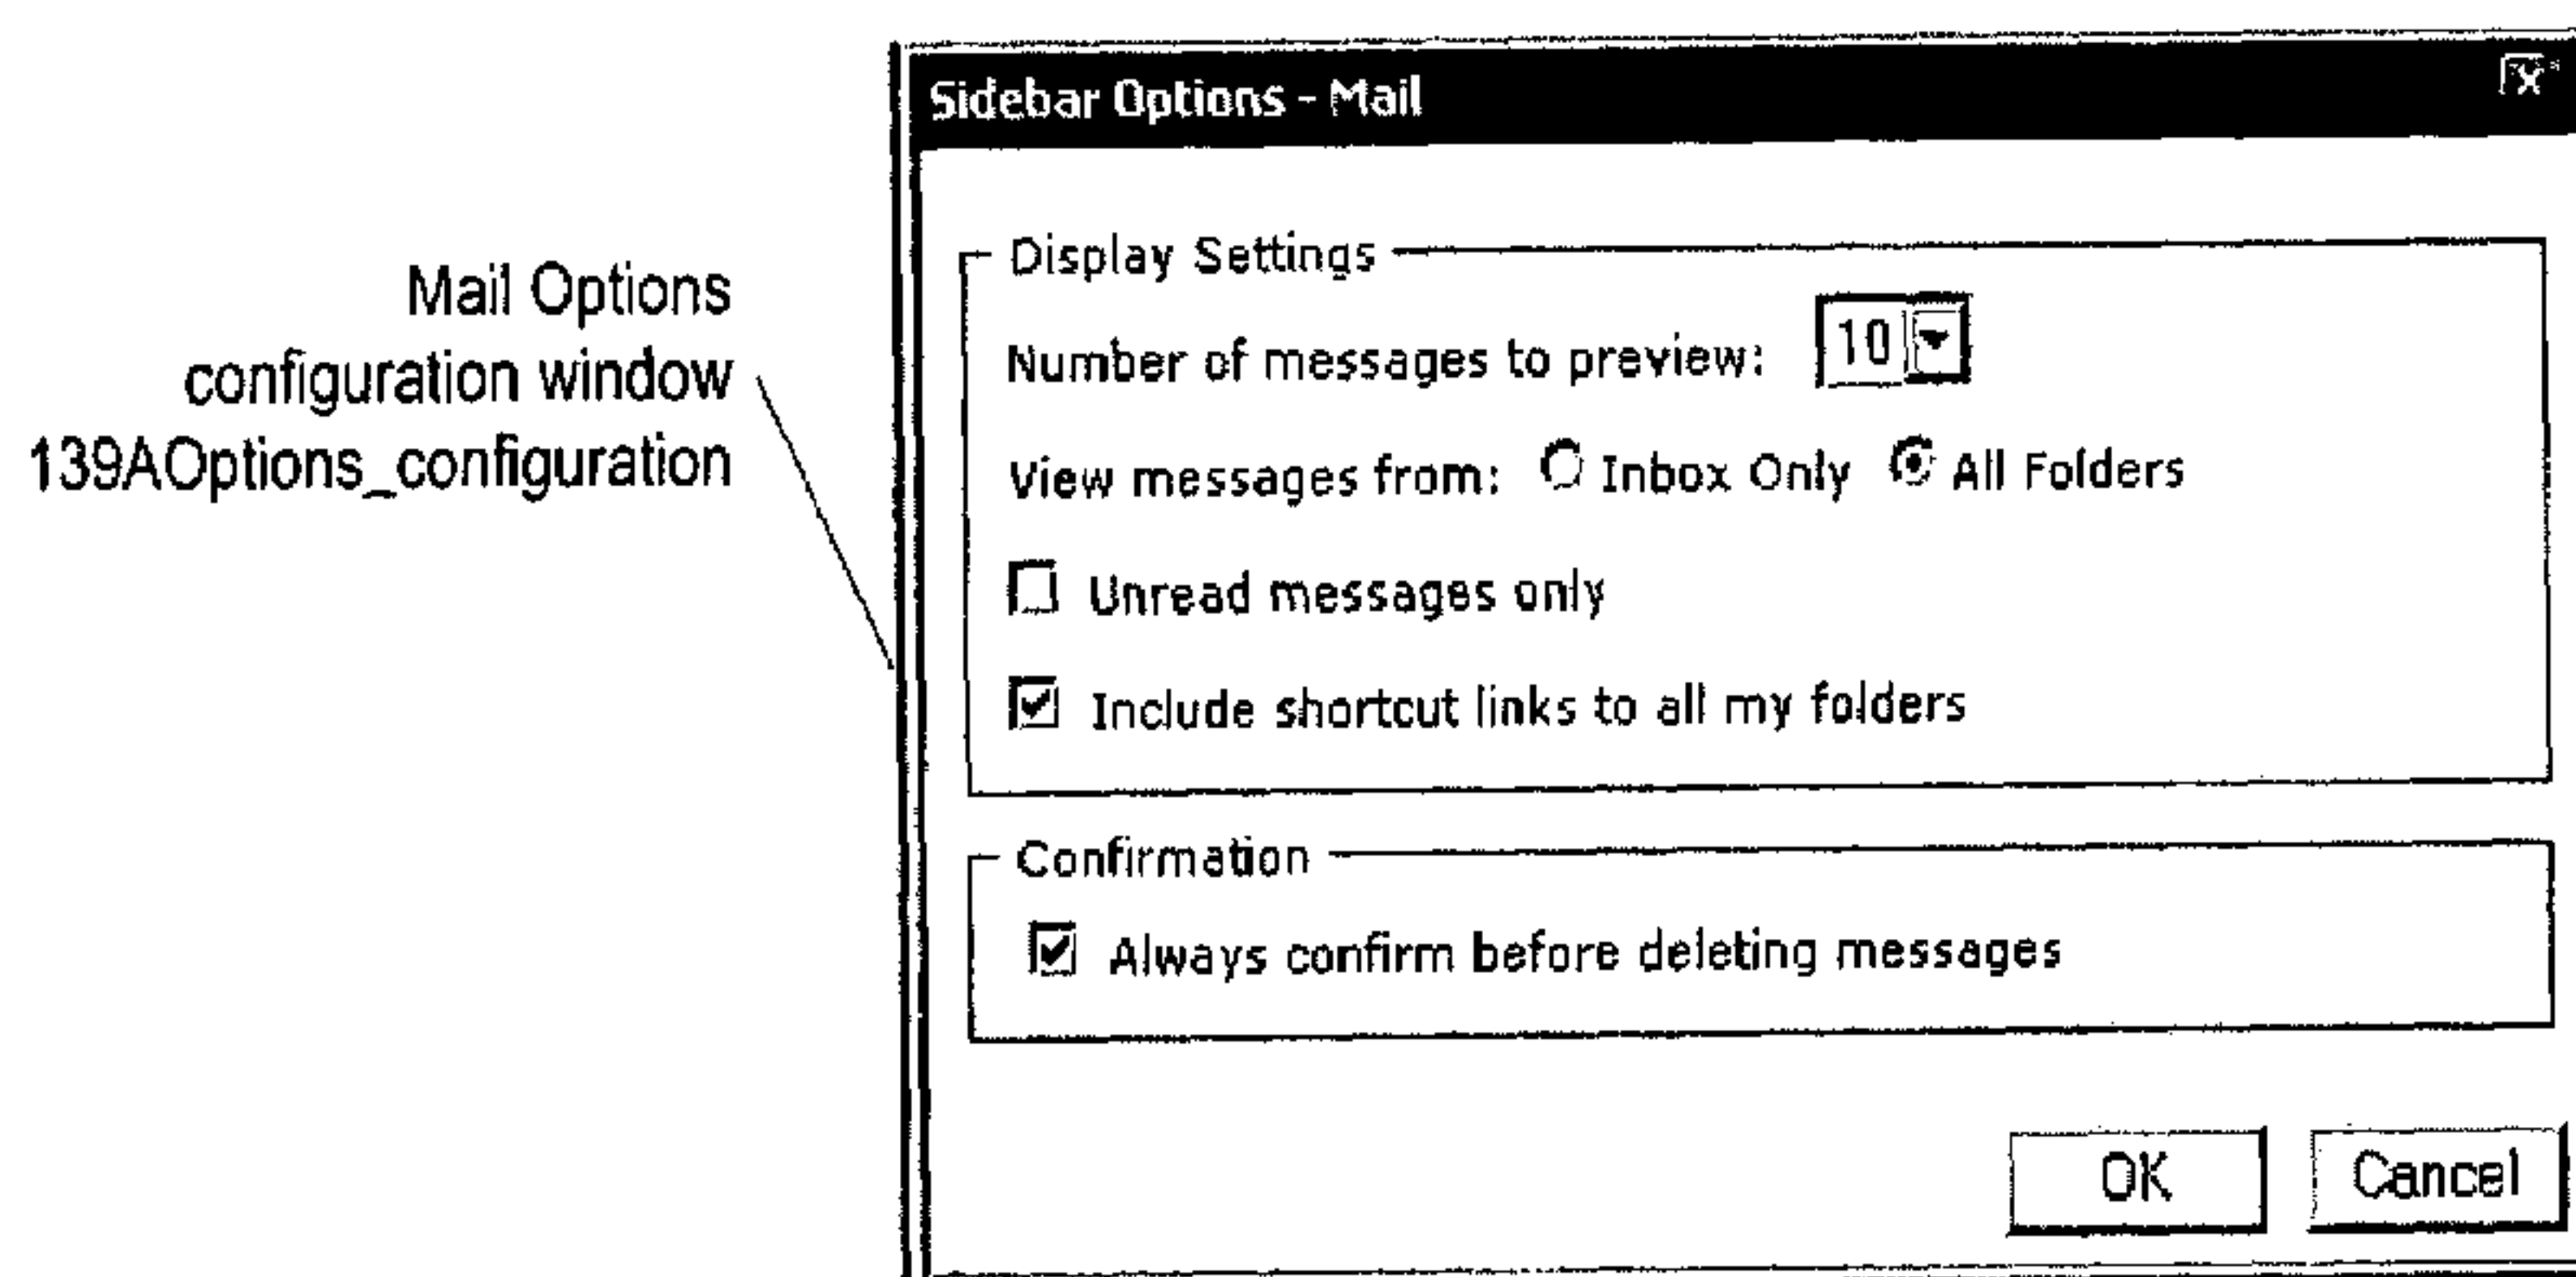 Sidebar Options - Mail
Mail Options
configuration window
139AOptions_configuration
Display Settings
Number of messages to preview: 10
View messages from: Inbox Only All Folders
Unread messages only
Include shortcut links to all my folders
Confirmation
Always confirm before deleting messages
OK Cancel